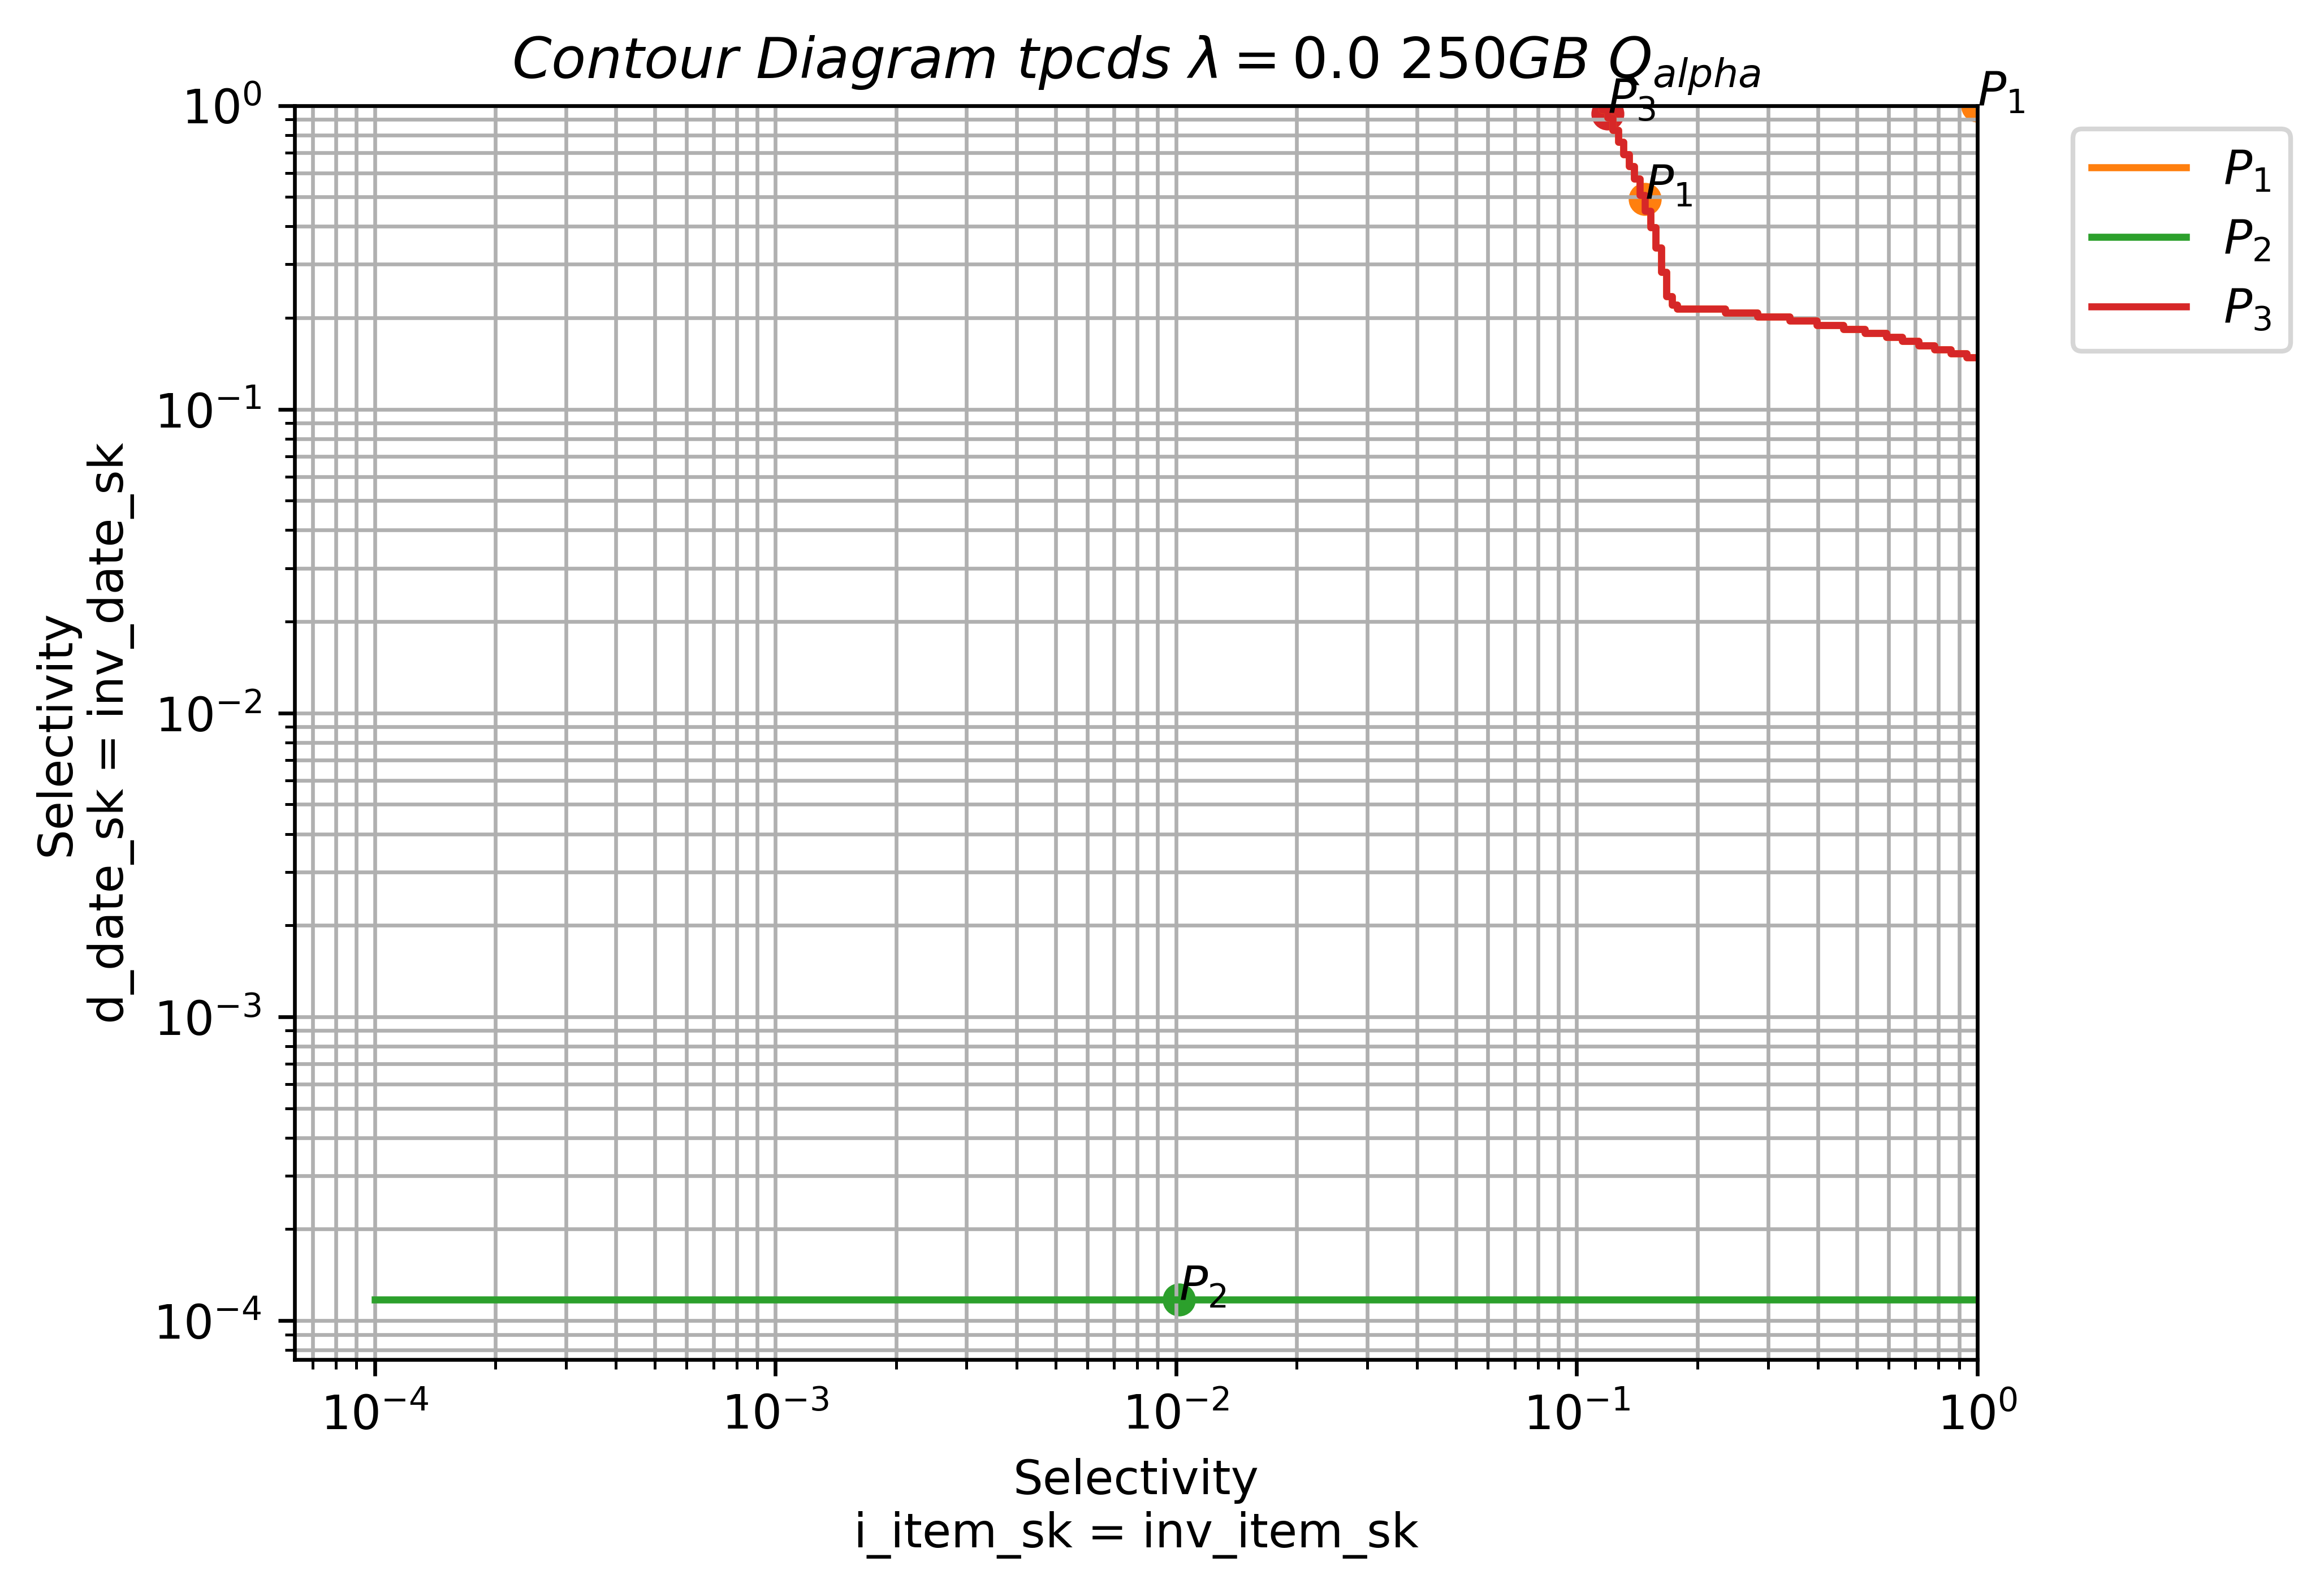 Contour Diagram tpcds λ = 0.0 250GB Q_alpha
P_1
P_3
P_1
P_2
P_1
P_2
P_3
10^0
10^-1
10^-2
10^-3
10^-4
Selectivity
d_date_sk = inv_date_sk
10^-4
10^-3
10^-2
10^-1
10^0
Selectivity
i_item_sk = inv_item_sk